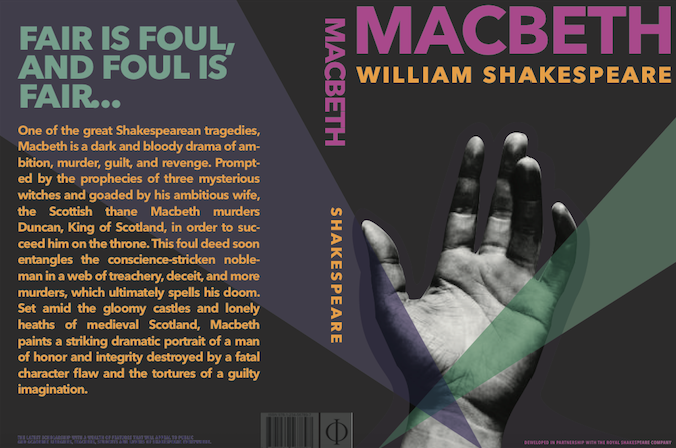 FAIR IS FOUL,
AND FOUL IS
FAIR...
One of the great Shakespearean tragedies,
Macbeth is a dark and bloody drama of am-
bition, murder, guilt, and revenge. Prompt-
ed by the prophecies of three mysterious
witches and goaded by his ambitious wife,
the Scottish thane Macbeth murders
Duncan, King of Scotland, in order to suc-
ceed him on the throne. This foul deed soon
entangles the conscience-stricken noble-
man in a web of treachery, deceit, and more
murders, which ultimately spells his doom.
Set amid the gloomy castles and lonely
heaths of medieval Scotland, Macbeth
paints a striking dramatic portrait of a man
of honor and integrity destroyed by a fatal
character flaw and the tortures of a guilty
imagination.
MACBETH
SHAKESPEARE
MACBETH
WILLIAM SHAKESPEARE
DEVELOPED IN PARTNERSHIP WITH THE ROYAL SHAKESPEARE COMPANY